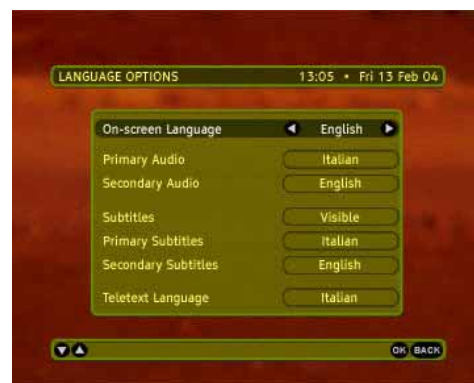 LANGUAGE OPTIONS 13:05 • Fri 13 Feb 04
On-screen Language English
Primary Audio Italian
Secondary Audio English
Subtitles Visible
Primary Subtitles Italian
Secondary Subtitles English
Teletext Language Italian
OK BACK